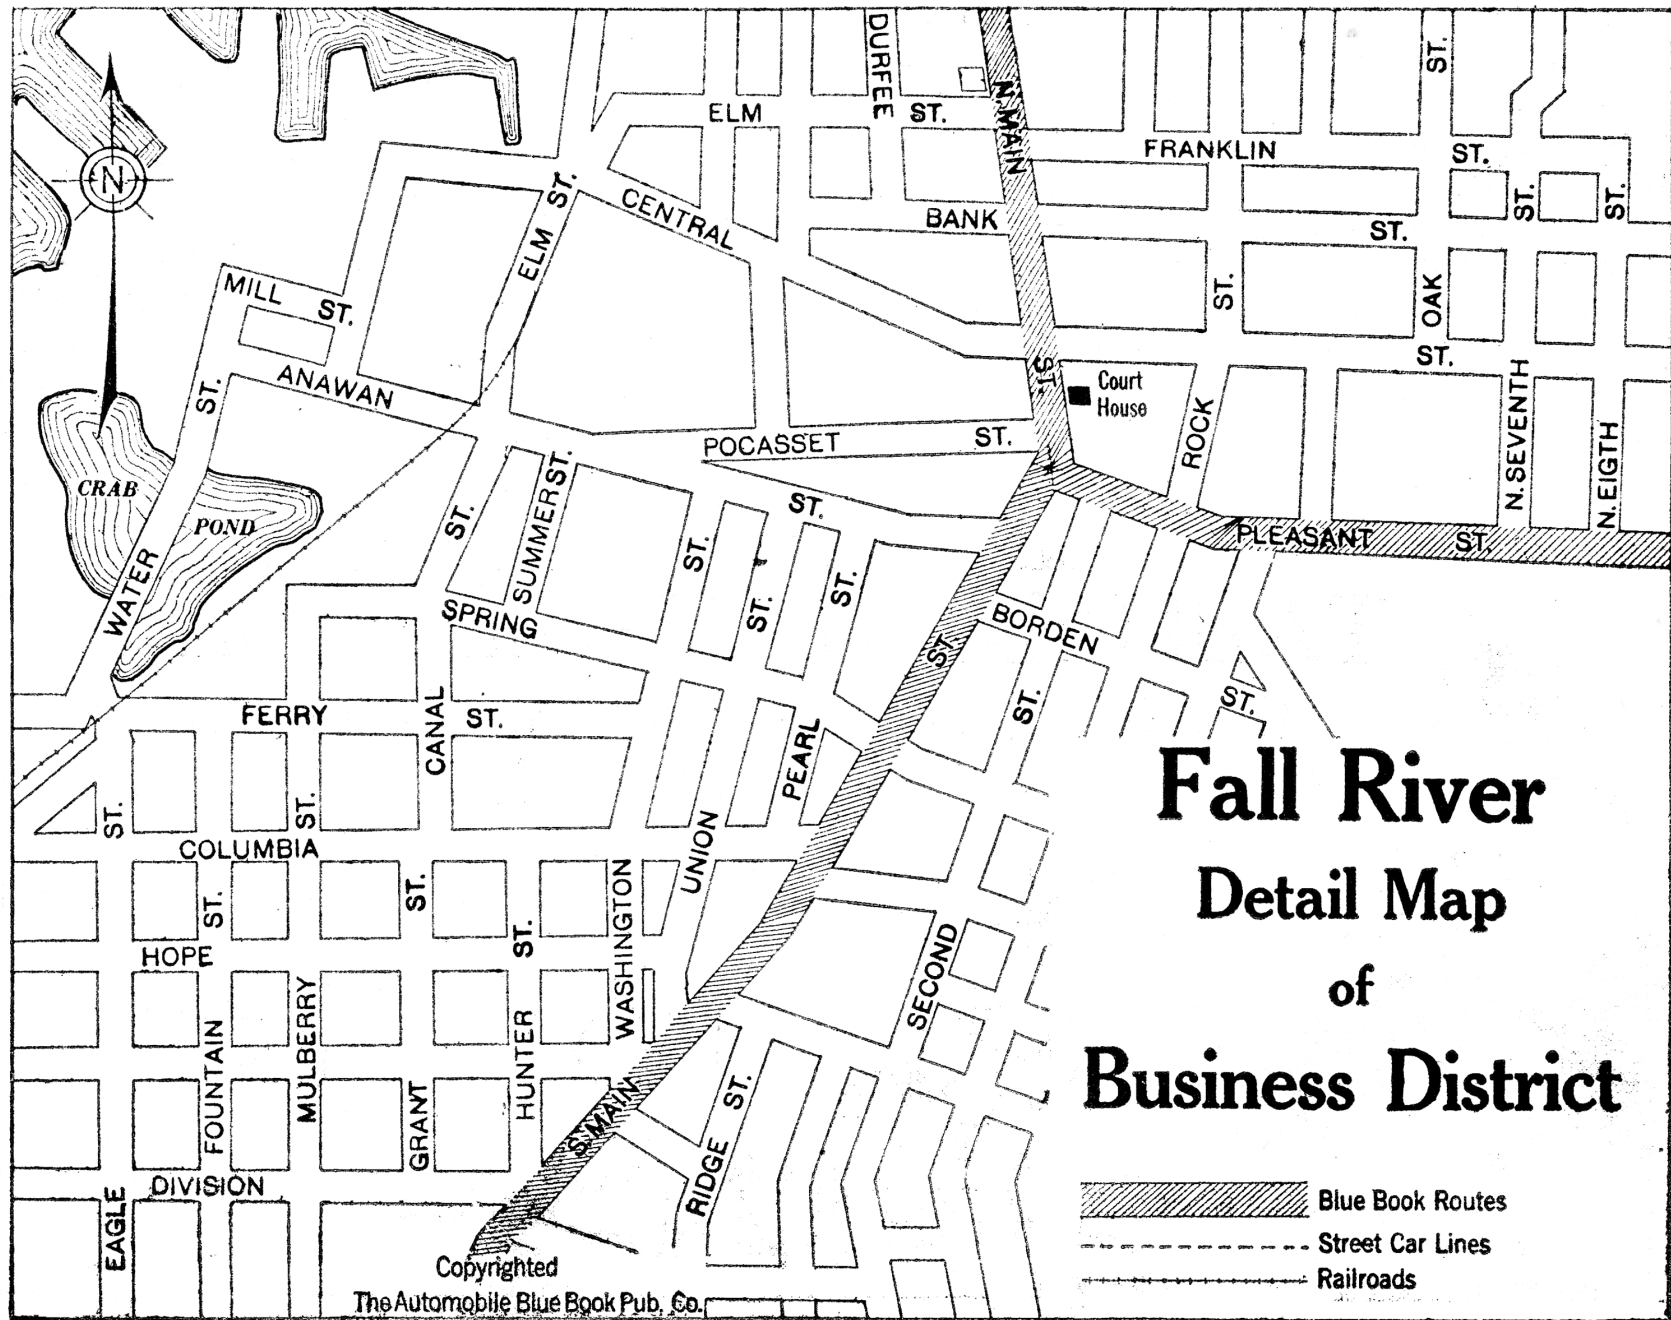 DURFEE
ST.
N. MAIN
ELM
ST.
FRANKLIN
ST.
ELM ST.
CENTRAL
BANK
ST.
ST.
ST.
N
MILL
ST.
ST.
OAK
ST.
ST.
ANAWAN
ST.
Court
House
ROCK
N. SEVENTH
N. EIGTH
POCASSET
ST.
CRAB
POND
WATER
ST.
SUMMER ST.
ST.
ST.
ST.
ST.
PLEASANT
ST.
SPRING
BORDEN
ST.
ST.
ST.
FERRY
CANAL
ST.
PEARL
ST.
ST.
COLUMBIA
UNION
ST.
ST.
ST.
WASHINGTON
HOPE
SECOND
FOUNTAIN
MULBERRY
HUNTER
GRANT
S. MAIN
RIDGE ST.
DIVISION
EAGLE
Fall River
Detail Map
of
Business District
Blue Book Routes
Street Car Lines
Railroads
Copyrighted
The Automobile Blue Book Pub. Co.